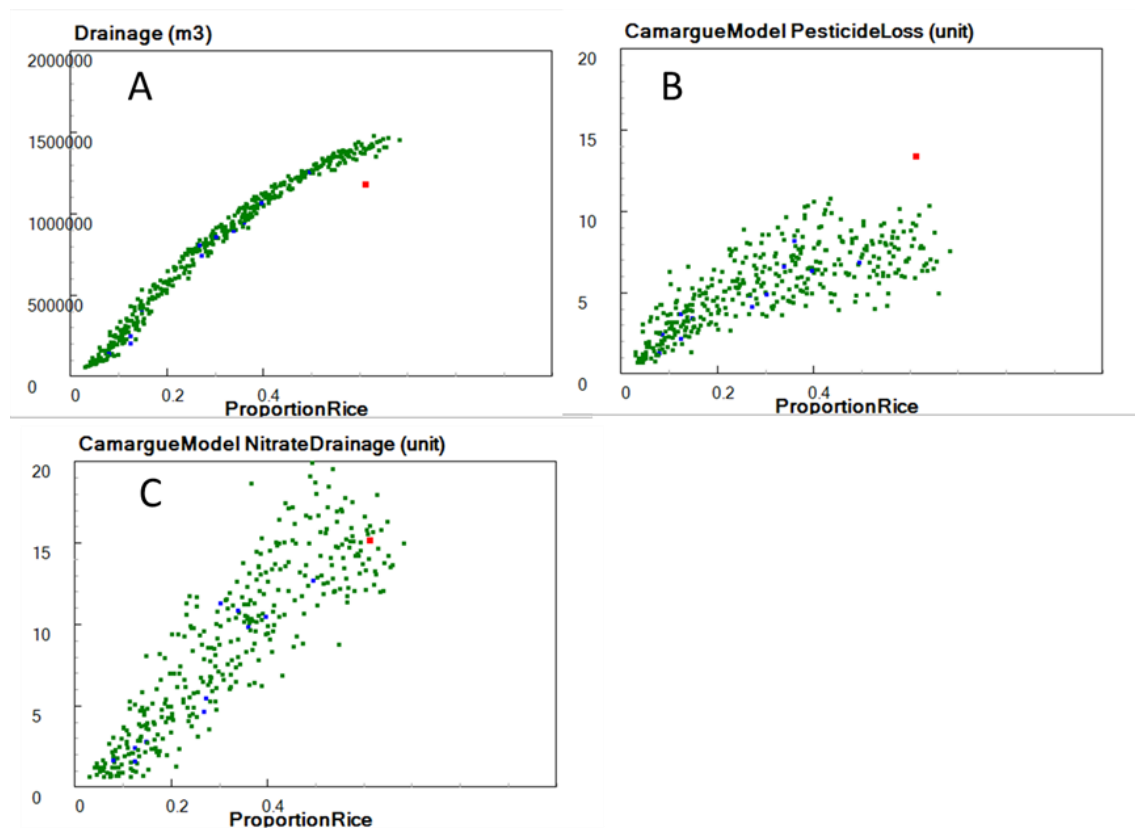 Drainage (m3)
A
2000000
1500000
1000000
500000
0
0 0.2 0.4
ProportionRice
CamargueModel PesticideLoss (unit)
B
20
15
10
5
0
0 0.2 0.4
ProportionRice
CamargueModel NitrateDrainage (unit)
C
20
15
10
5
0
0 0.2 0.4
ProportionRice